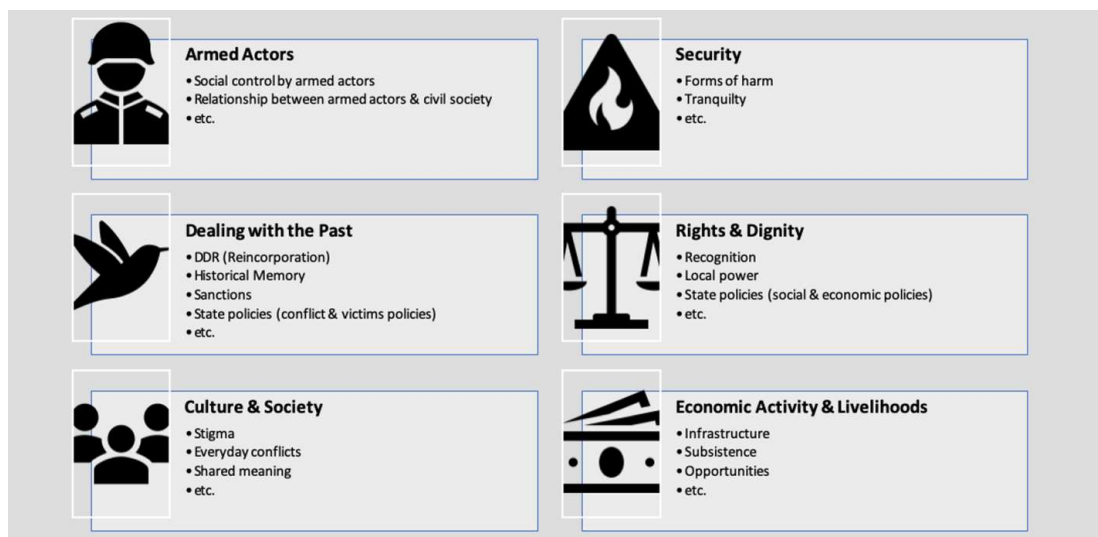 Armed Actors
• Social control by armed actors
• Relationship between armed actors & civil society
• etc.
Security
• Forms of harm
• Tranquilty
• etc.
Dealing with the Past
• DDR (Reincorporation)
• Historical Memory
• Sanctions
• State policies (conflict & victims policies)
• etc.
Rights & Dignity
• Recognition
• Local power
• State policies (social & economic policies)
• etc.
Culture & Society
• Stigma
• Everyday conflicts
• Shared meaning
• etc.
Economic Activity & Livelihoods
• Infrastructure
• Subsistence
• Opportunities
• etc.